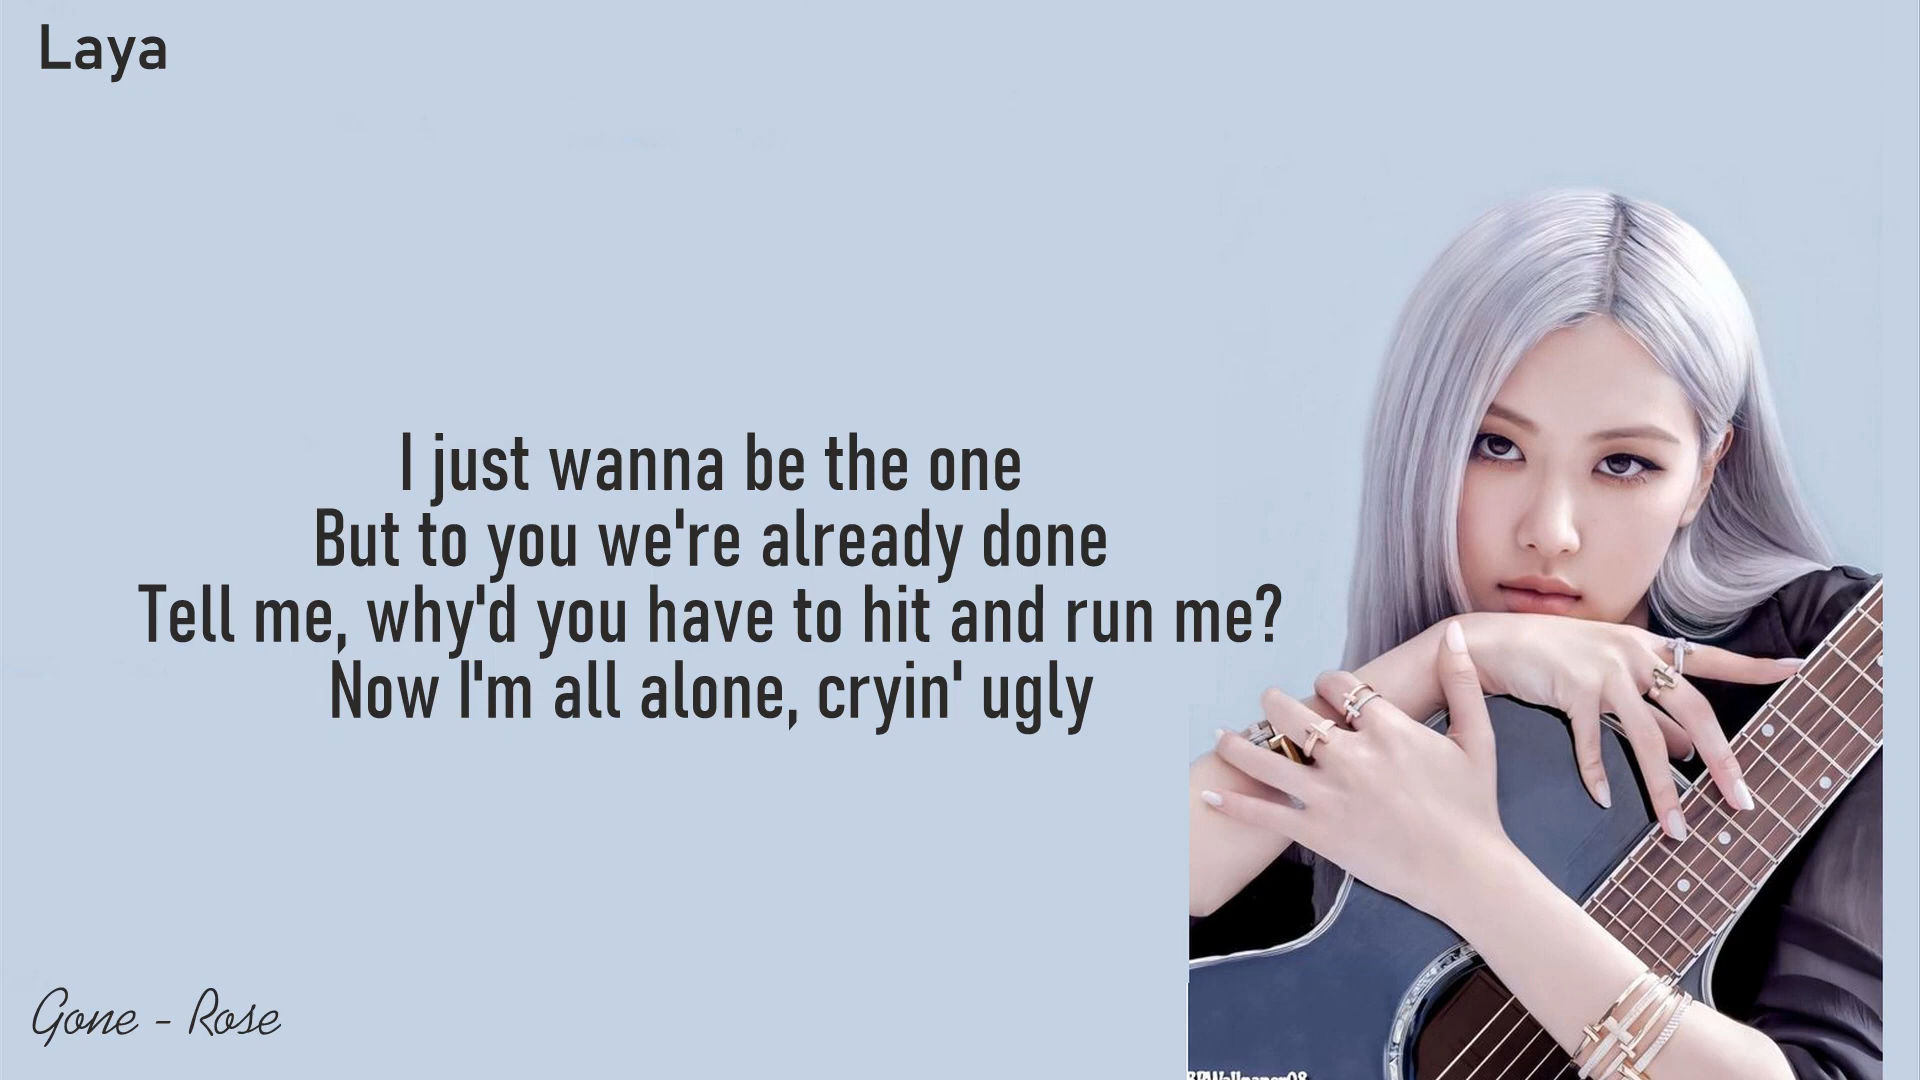 Laya
I just wanna be the one
But to you we're already done
Tell me, why'd you have to hit and run me?
Now I'm all alone, cryin' ugly
Gone - Rose